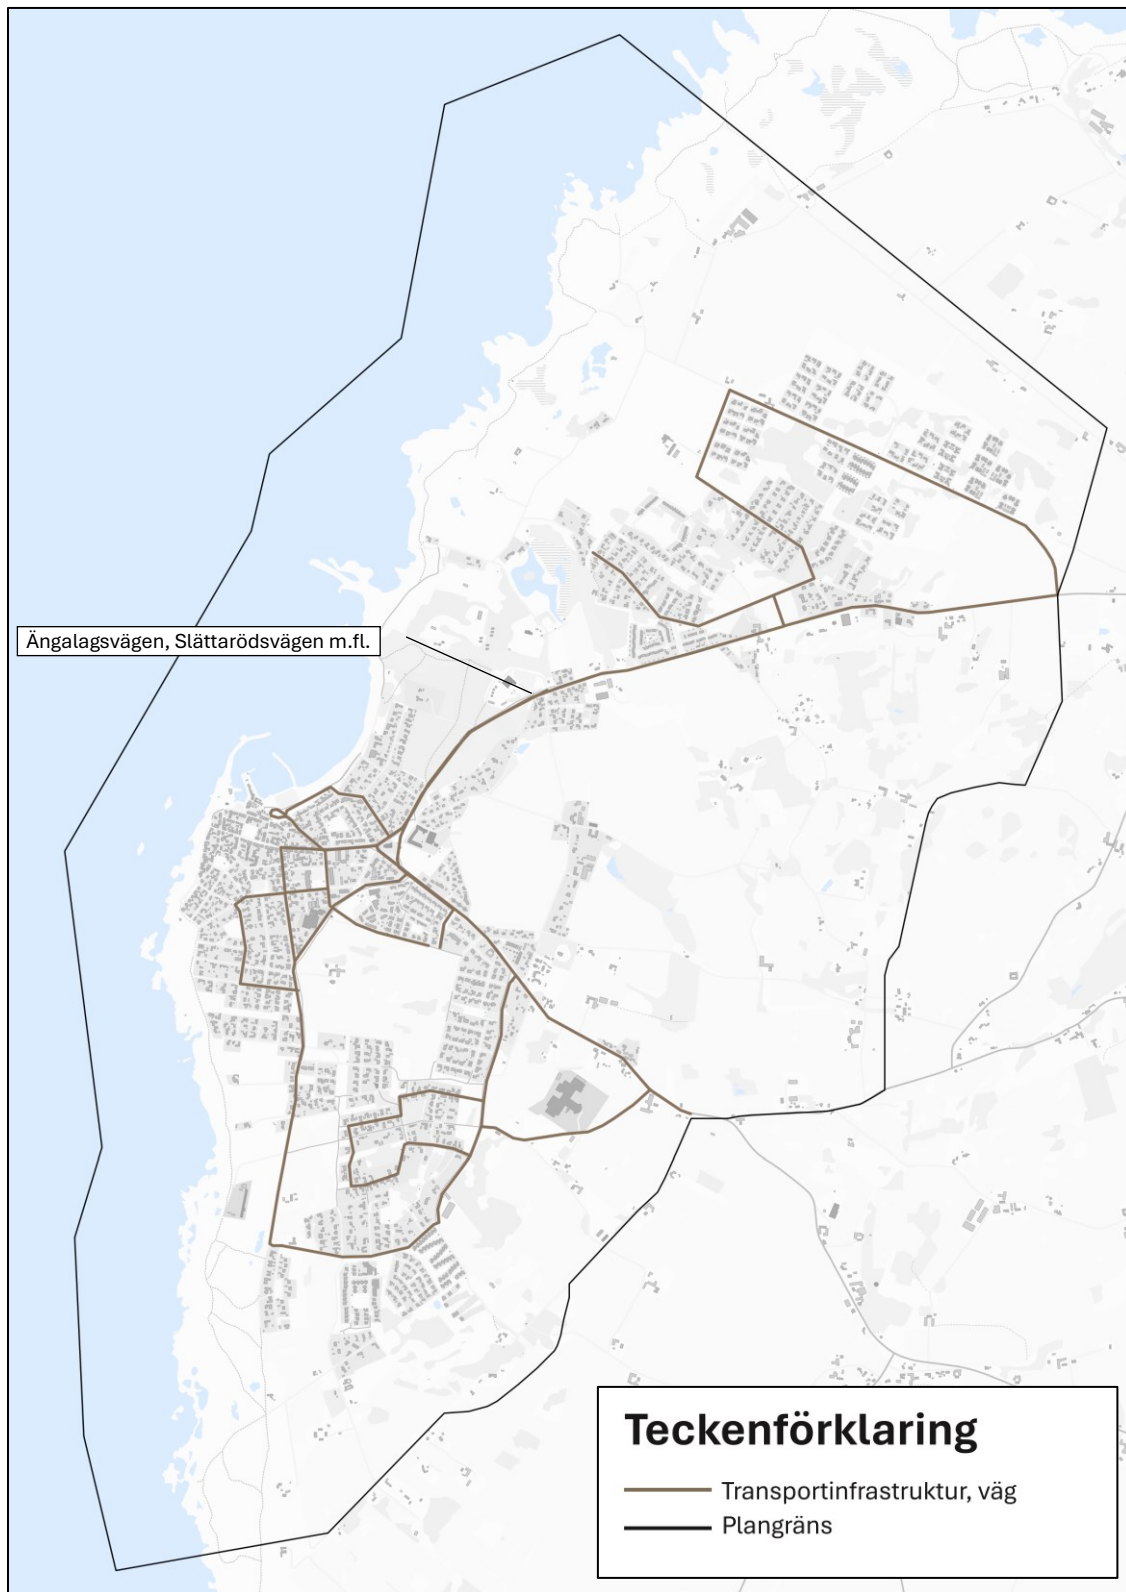 Ängalagsvägen, Slättarödsvägen m.fl.
Teckenförklaring
Transportinfrastruktur, väg
Plangräns